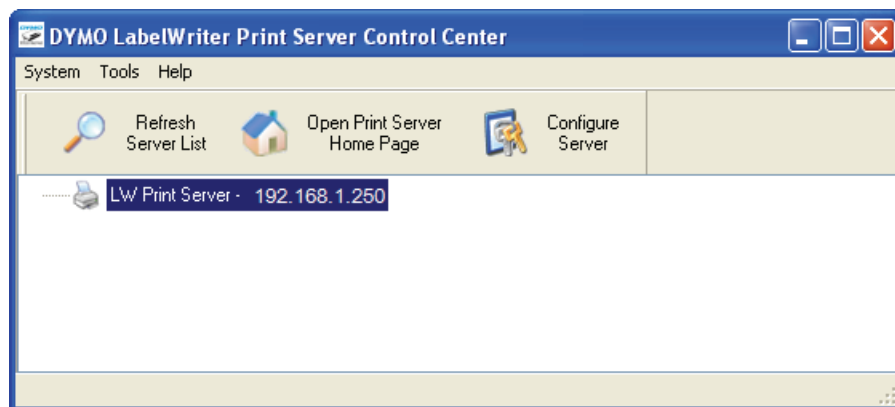 DYMO LabelWriter Print Server Control Center
System Tools Help
Refresh Server List
Open Print Server Home Page
Configure Server
LW Print Server - 192.168.1.250